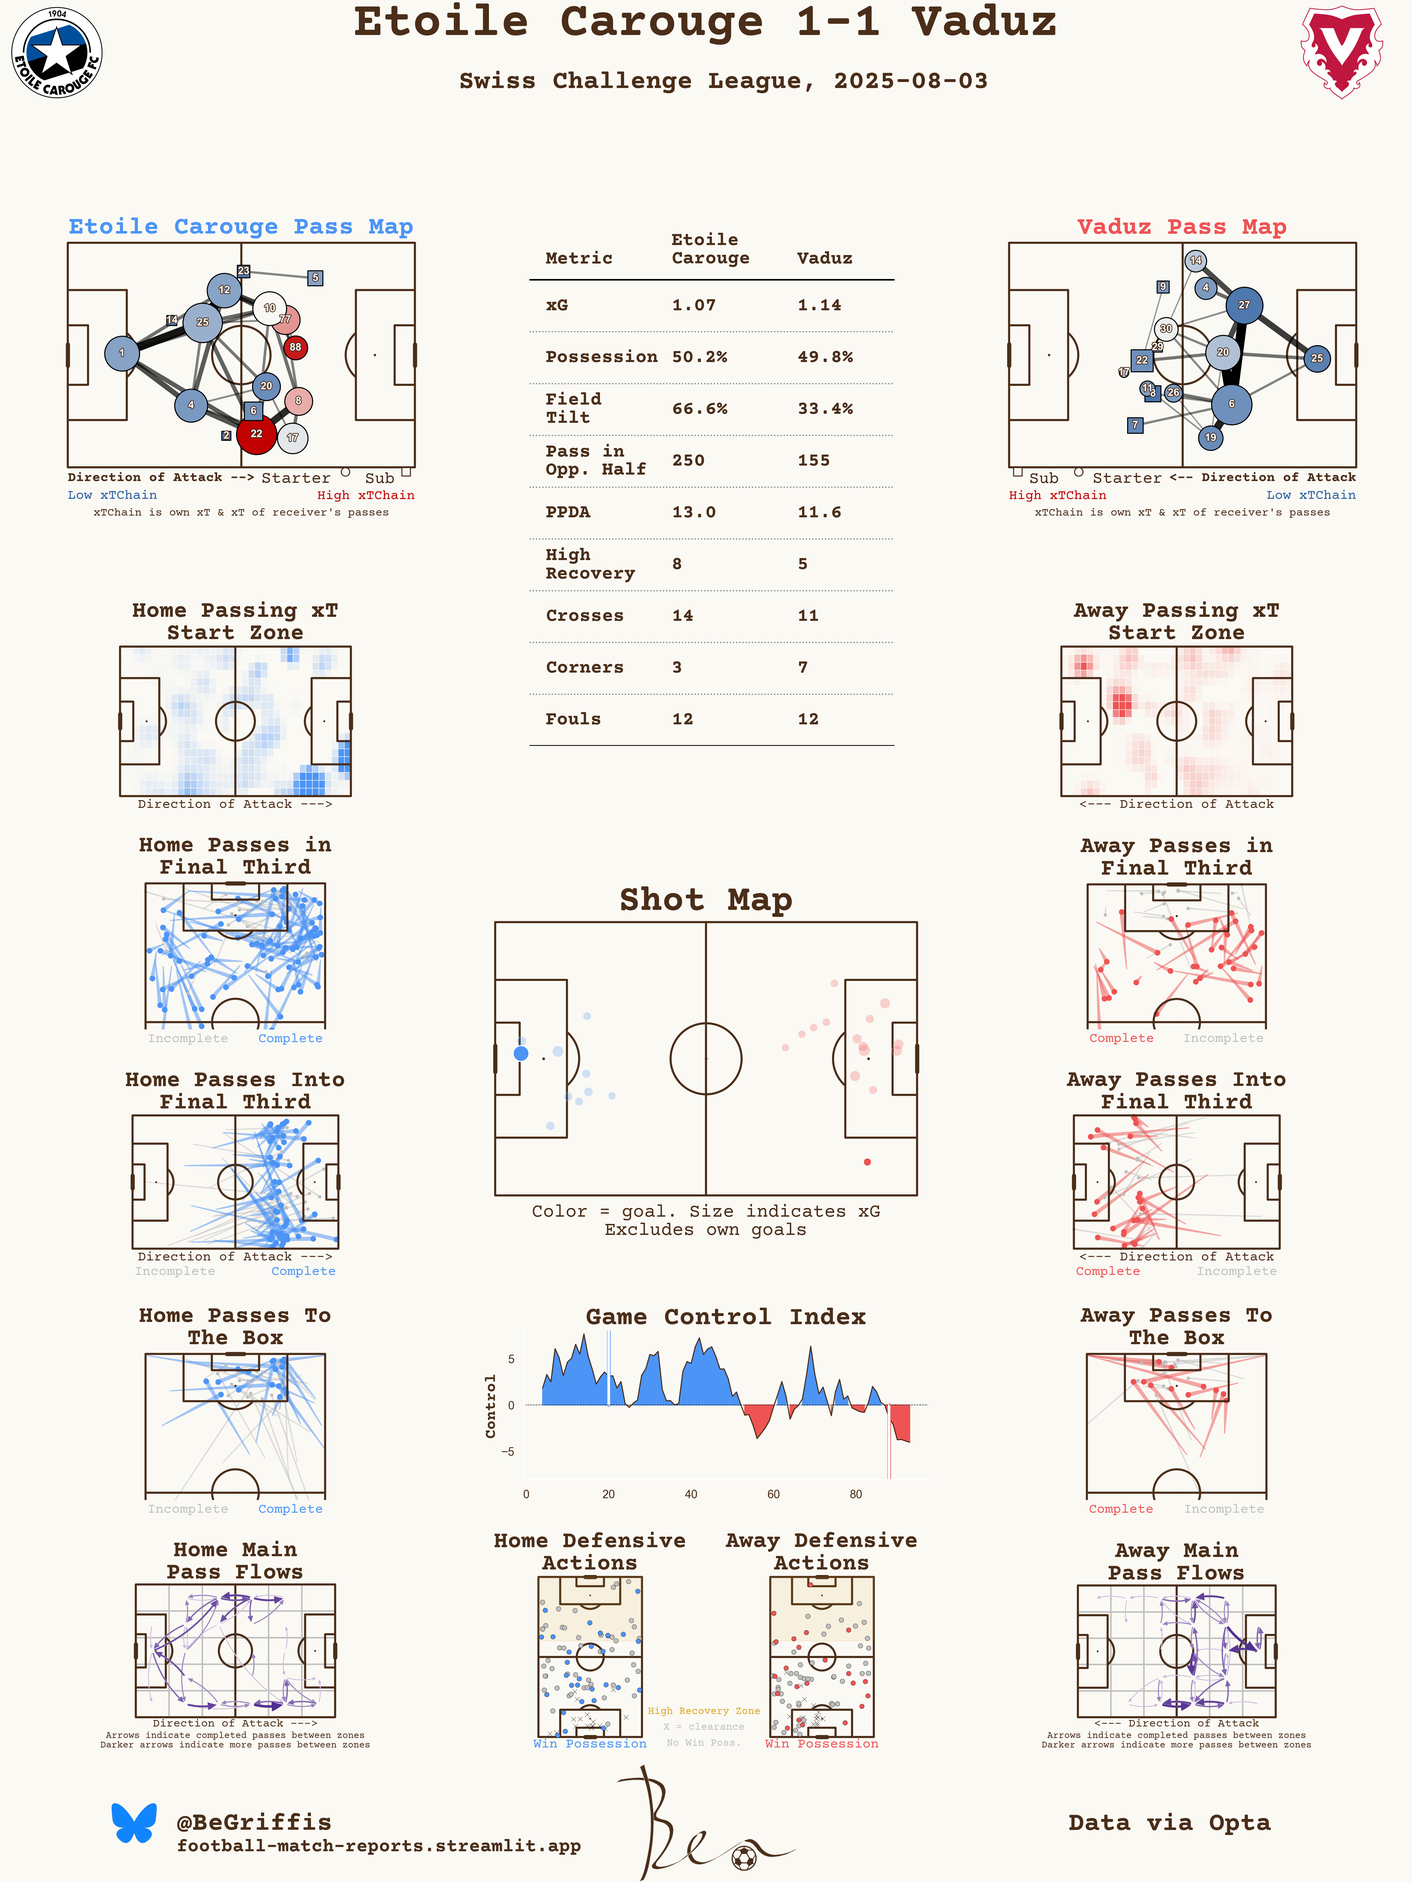 Etoile Carouge 1-1 Vaduz
1904
ETOILE CAROUGE FC
V
Swiss Challenge League, 2025-08-03
Etoile Carouge Pass Map
23
5
12
10
77
14
25
88
1
20
4
6
8
22
2
17
Direction of Attack --> Starter Sub
Low xTChain High xTChain
xTChain is own xT & xT of receiver's passes
Metric Etoile Carouge Vaduz
xG 1.07 1.14
Possession 50.2% 49.8%
Field Tilt 66.6% 33.4%
Pass in Opp. Half 250 155
PPDA 13.0 11.6
High Recovery 8 5
Crosses 14 11
Corners 3 7
Fouls 12 12
Vaduz Pass Map
14
9
4
27
30
29
20
22
25
17
11
8
26
6
7
19
Sub Starter <-- Direction of Attack
High xTChain Low xTChain
xTChain is own xT & xT of receiver's passes
Home Passing xT
Start Zone
Direction of Attack --->
Away Passing xT
Start Zone
<--- Direction of Attack
Home Passes in
Final Third
Incomplete Complete
Away Passes in
Final Third
Complete Incomplete
Shot Map
Color = goal. Size indicates xG
Excludes own goals
Home Passes Into
Final Third
Direction of Attack --->
Incomplete Complete
Away Passes Into
Final Third
<--- Direction of Attack
Complete Incomplete
Home Passes To
The Box
Incomplete Complete
Game Control Index
Control
5
0
−5
0 20 40 60 80
Away Passes To
The Box
Complete Incomplete
Home Main
Pass Flows
Direction of Attack --->
Arrows indicate completed passes between zones
Darker arrows indicate more passes between zones
Home Defensive
Actions
Win Possession
Away Defensive
Actions
Win Possession
High Recovery Zone
X = clearance
No Win Poss.
Away Main
Pass Flows
<--- Direction of Attack
Arrows indicate completed passes between zones
Darker arrows indicate more passes between zones
@BeGriffis
football-match-reports.streamlit.app
Ben
Data via Opta